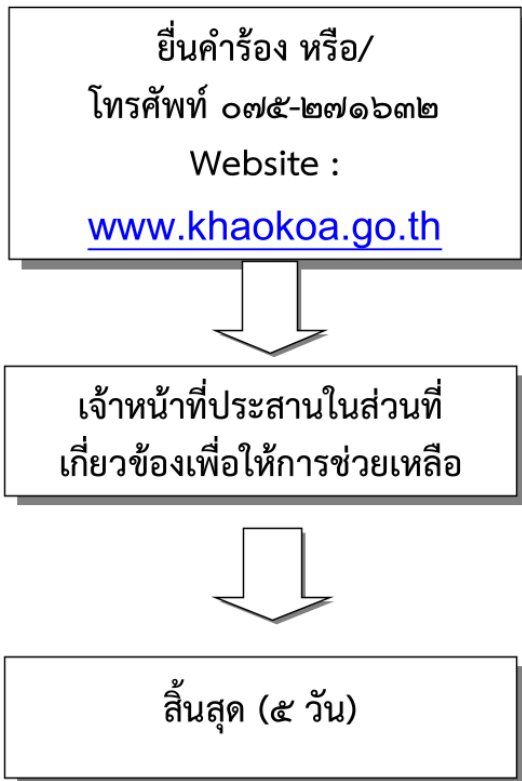 ยื่นคำร้อง หรือ/
โทรศัพท์ ๐๗๕-๒๗๑๖๓๒
Website :
www.khaokoa.go.th
เจ้าหน้าที่ประสานในส่วนที่
เกี่ยวข้องเพื่อให้การช่วยเหลือ
สิ้นสุด (๕ วัน)